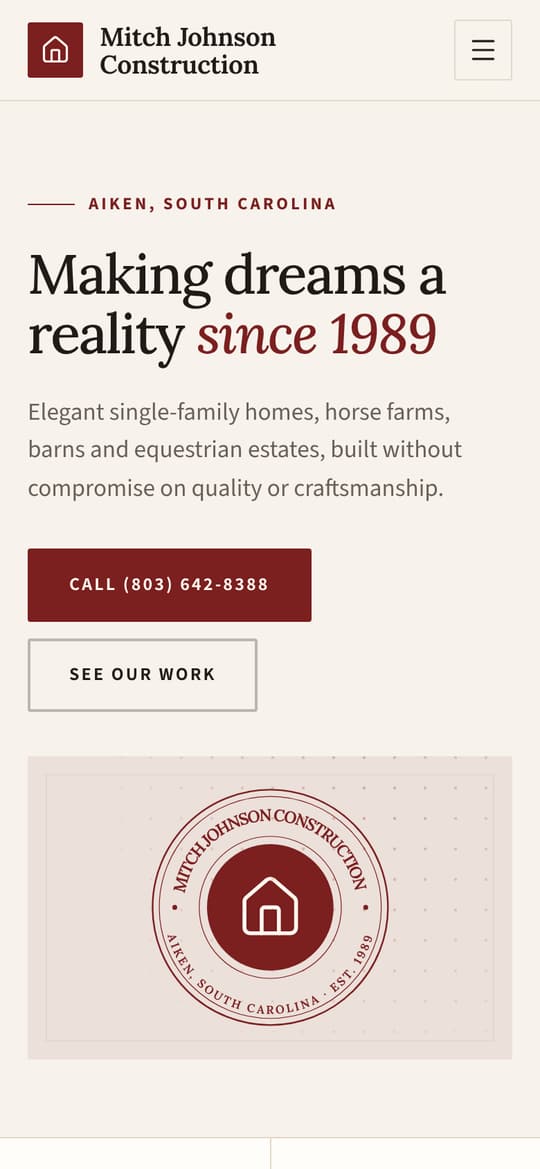 Mitch Johnson
Construction
AIKEN, SOUTH CAROLINA
Making dreams a
reality since 1989
Elegant single-family homes, horse farms,
barns and equestrian estates, built without
compromise on quality or craftsmanship.
CALL (803) 642-8388
SEE OUR WORK
MITCH JOHNSON CONSTRUCTION
AIKEN, SOUTH CAROLINA · EST. 1989